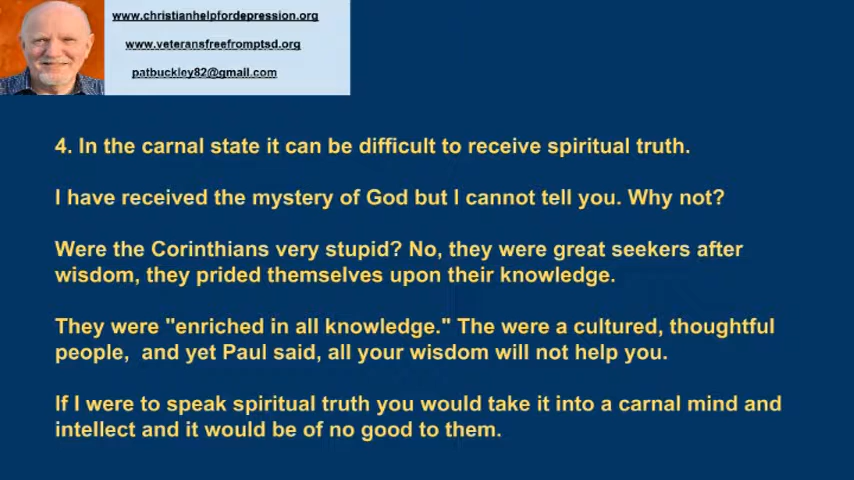 www.christianhelpfordepression.org
www.veteransfreefromptsd.org
patbuckley82@gmail.com
4. In the carnal state it can be difficult to receive spiritual truth.
I have received the mystery of God but I cannot tell you. Why not?
Were the Corinthians very stupid? No, they were great seekers after
wisdom, they prided themselves upon their knowledge.
They were "enriched in all knowledge." The were a cultured, thoughtful
people,  and yet Paul said, all your wisdom will not help you.
If I were to speak spiritual truth you would take it into a carnal mind and
intellect and it would be of no good to them.